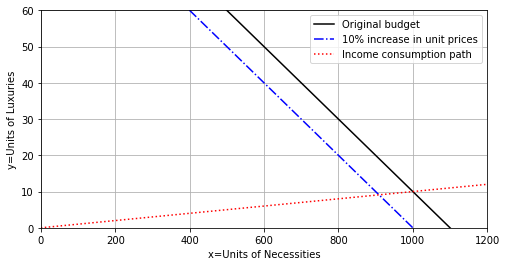 Original budget
10% increase in unit prices
Income consumption path
y=Units of Luxuries
60
50
40
30
20
10
0
0 200 400 600 800 1000 1200
x=Units of Necessities